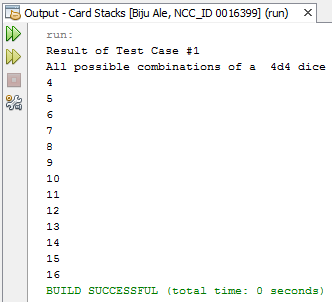 Output - Card Stacks [Biju Ale, NCC_ID 0016399] (run)
run:
Result of Test Case #1
All possible combinations of a  4d4 dice
4
5
6
7
8
9
10
11
12
13
14
15
16
BUILD SUCCESSFUL (total time: 0 seconds)